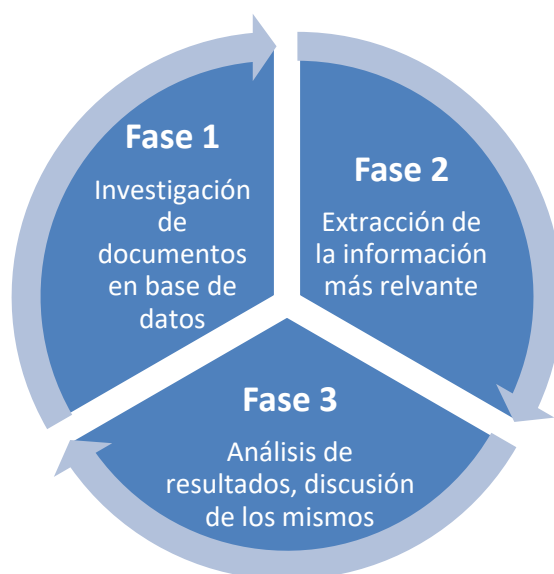 Fase 1
Investigación
de
documentos
en base de
datos
Fase 2
Extracción de
la información
más relvante
Fase 3
Análisis de
resultados, discusión
de los mismos